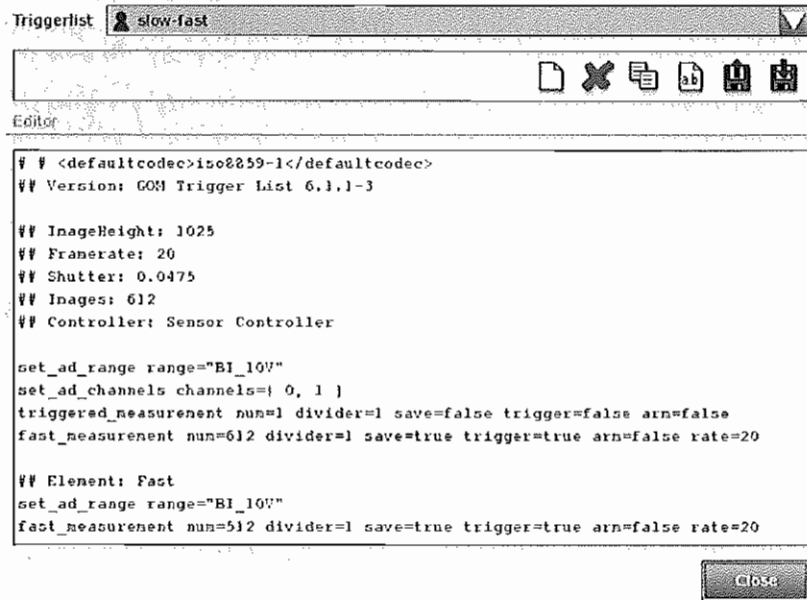 Triggerlist slow-fast
ab
Editor
# # <defaultcodec>iso8859-1</defaultcodec>
## Version: GOM Trigger List 6.1.1-3
## ImageHeight: 1025
## Framerate: 20
## Shutter: 0.0475
## Images: 612
## Controller: Sensor Controller
set_ad_range range="BI_10V"
set_ad_channels channels={ 0, 1 }
triggered_measurement num=1 divider=1 save=false trigger=false arm=false
fast_measurement num=612 divider=1 save=true trigger=true arm=false rate=20
## Element: Fast
set_ad_range range="BI_10V"
fast_measurement num=512 divider=1 save=true trigger=true arm=false rate=20
Close